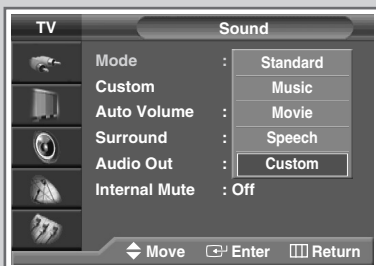 TV Sound
Mode : Standard
Custom Music
Auto Volume : Movie
Surround : Speech
Audio Out : Custom
Internal Mute : Off
Move Enter Return